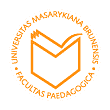 UNIVERSITAS MASARYKIANA BRUNENSIS
FACULTAS PAEDAGOGICA